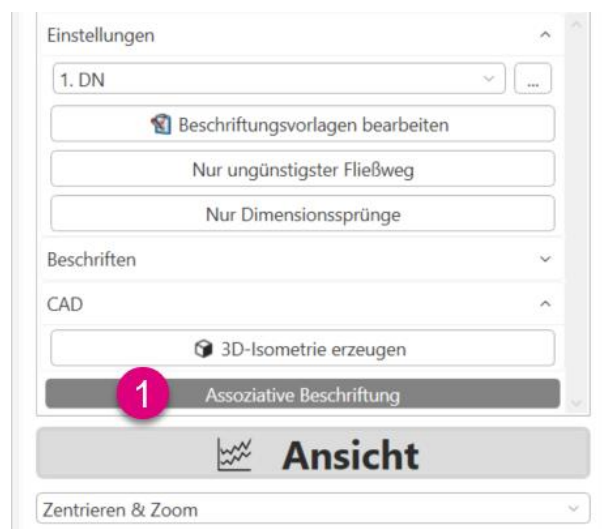 Einstellungen
1. DN
...
Beschriftungsvorlagen bearbeiten
Nur ungünstigster Fließweg
Nur Dimensionssprünge
Beschriften
CAD
3D-Isometrie erzeugen
1 Assoziative Beschriftung
Ansicht
Zentrieren & Zoom